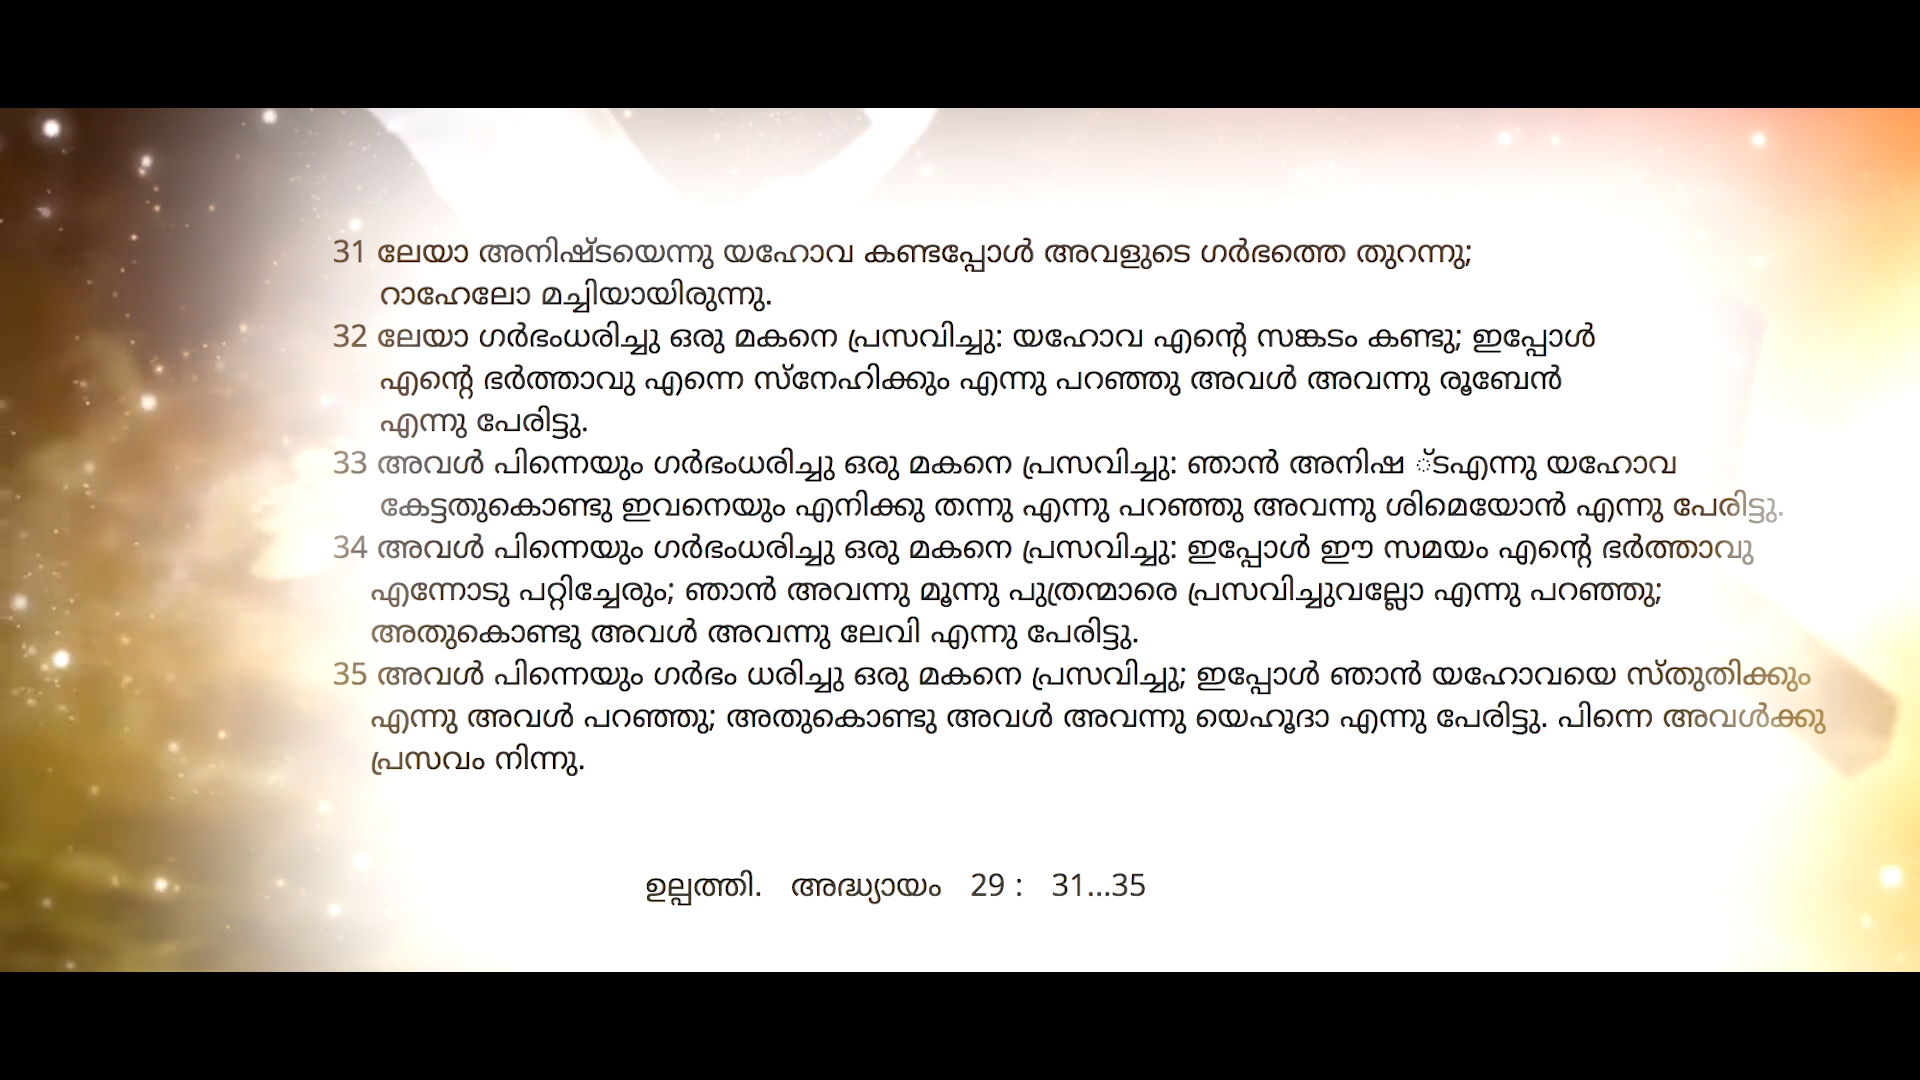 31 ലേയാ അനിഷ്ടയെന്നു യഹോവ കണ്ടപ്പോൾ അവളുടെ ഗർഭത്തെ തുറന്നു;
റാഹേലോ മച്ചിയായിരുന്നു.
32 ലേയാ ഗർഭംധരിച്ചു ഒരു മകനെ പ്രസവിച്ചു: യഹോവ എന്റെ സങ്കടം കണ്ടു; ഇപ്പോൾ
എന്റെ ഭർത്താവു എന്നെ സ്നേഹിക്കും എന്നു പറഞ്ഞു അവൾ അവന്നു രൂബേൻ
എന്നു പേരിട്ടു.
33 അവൾ പിന്നെയും ഗർഭംധരിച്ചു ഒരു മകനെ പ്രസവിച്ചു: ഞാൻ അനിഷ ്ടഎന്നു യഹോവ
കേട്ടതുകൊണ്ടു ഇവനെയും എനിക്കു തന്നു എന്നു പറഞ്ഞു അവന്നു ശിമെയോൻ എന്നു പേരിട്ടു.
34 അവൾ പിന്നെയും ഗർഭംധരിച്ചു ഒരു മകനെ പ്രസവിച്ചു: ഇപ്പോൾ ഈ സമയം എന്റെ ഭർത്താവു
എന്നോടു പറ്റിച്ചേരും; ഞാൻ അവന്നു മൂന്നു പുത്രന്മാരെ പ്രസവിച്ചുവല്ലോ എന്നു പറഞ്ഞു;
അതുകൊണ്ടു അവൾ അവന്നു ലേവി എന്നു പേരിട്ടു.
35 അവൾ പിന്നെയും ഗർഭം ധരിച്ചു ഒരു മകനെ പ്രസവിച്ചു; ഇപ്പോൾ ഞാൻ യഹോവയെ സ്തുതിക്കും
എന്നു അവൾ പറഞ്ഞു; അതുകൊണ്ടു അവൾ അവന്നു യെഹൂദാ എന്നു പേരിട്ടു. പിന്നെ അവൾക്കു
പ്രസവം നിന്നു.
ഉല്പത്തി. അദ്ധ്യായം 29 : 31...35